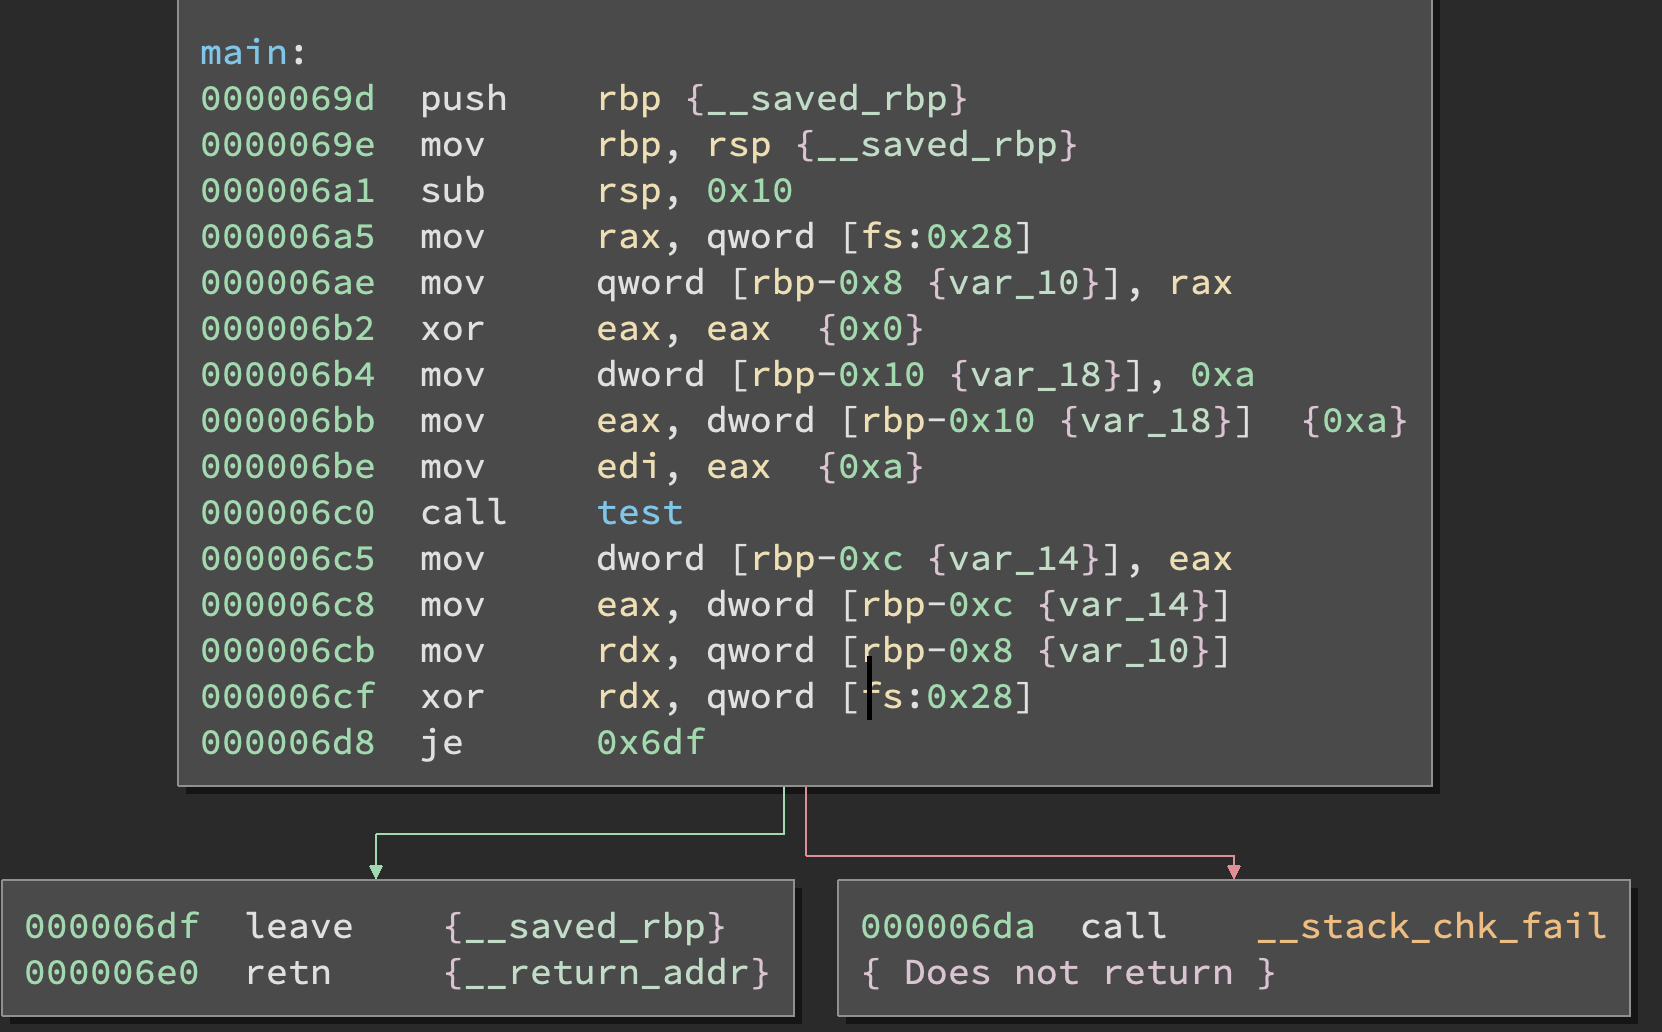 main:
0000069d  push    rbp {__saved_rbp}
0000069e  mov     rbp, rsp {__saved_rbp}
000006a1  sub     rsp, 0x10
000006a5  mov     rax, qword [fs:0x28]
000006ae  mov     qword [rbp-0x8 {var_10}], rax
000006b2  xor     eax, eax  {0x0}
000006b4  mov     dword [rbp-0x10 {var_18}], 0xa
000006bb  mov     eax, dword [rbp-0x10 {var_18}]  {0xa}
000006be  mov     edi, eax  {0xa}
000006c0  call    test
000006c5  mov     dword [rbp-0xc {var_14}], eax
000006c8  mov     eax, dword [rbp-0xc {var_14}]
000006cb  mov     rdx, qword [rbp-0x8 {var_10}]
000006cf  xor     rdx, qword [fs:0x28]
000006d8  je      0x6df
000006df  leave    {__saved_rbp}
000006e0  retn     {__return_addr}
000006da  call    __stack_chk_fail
{ Does not return }